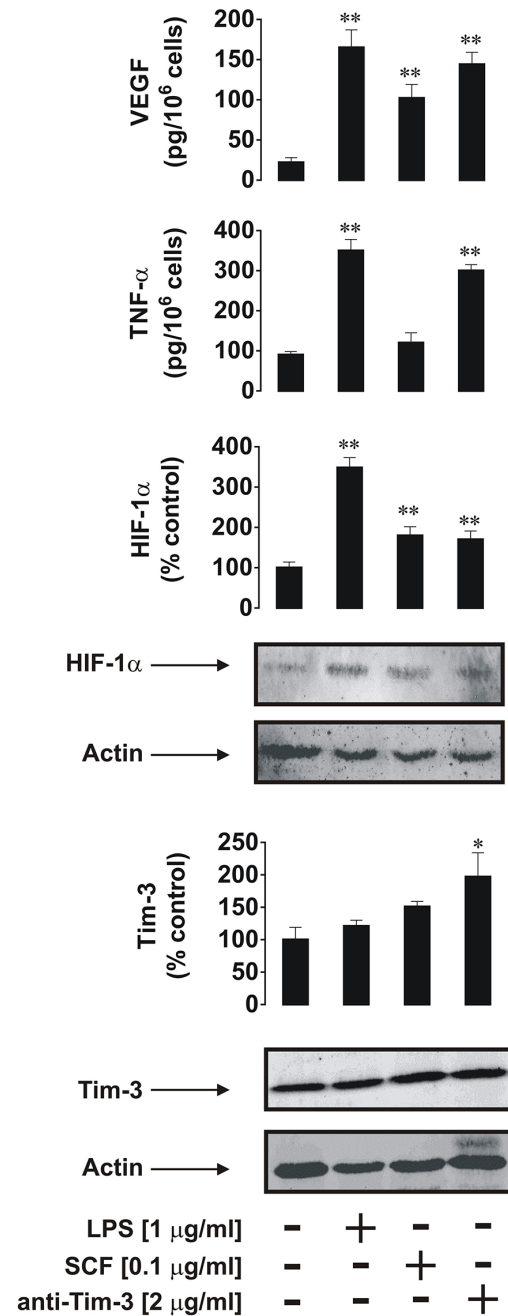 VEGF
(pg/10⁶ cells)
200
150
100
50
0
**
**
**
TNF-α
(pg/10⁶ cells)
400
300
200
100
0
**
**
HIF-1α
(% control)
400
300
200
100
0
**
**
**
HIF-1α
Actin
Tim-3
(% control)
250
200
150
100
50
0
*
Tim-3
Actin
LPS [1 μg/ml] - + - -
SCF [0.1 μg/ml] - - + -
anti-Tim-3 [2 μg/ml] - - - +